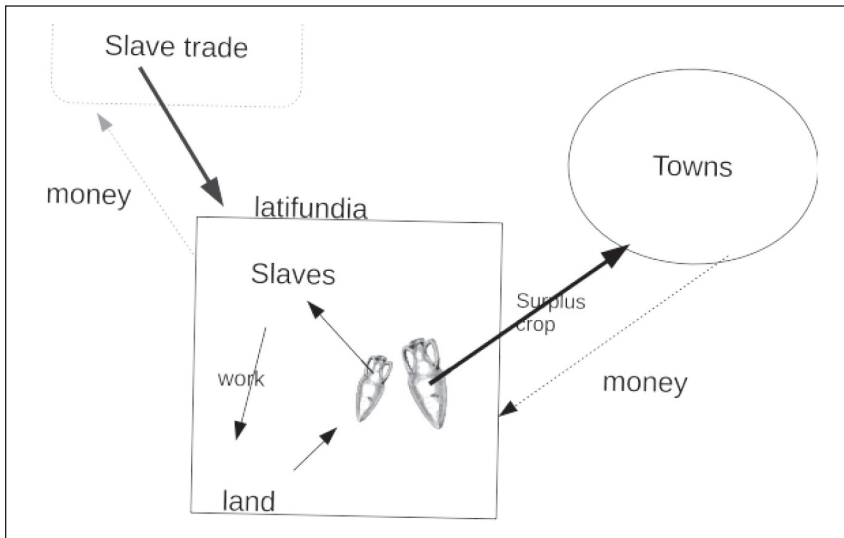 Slave trade
money
latifundia
Towns
Slaves
Surplus
crop
work
money
land